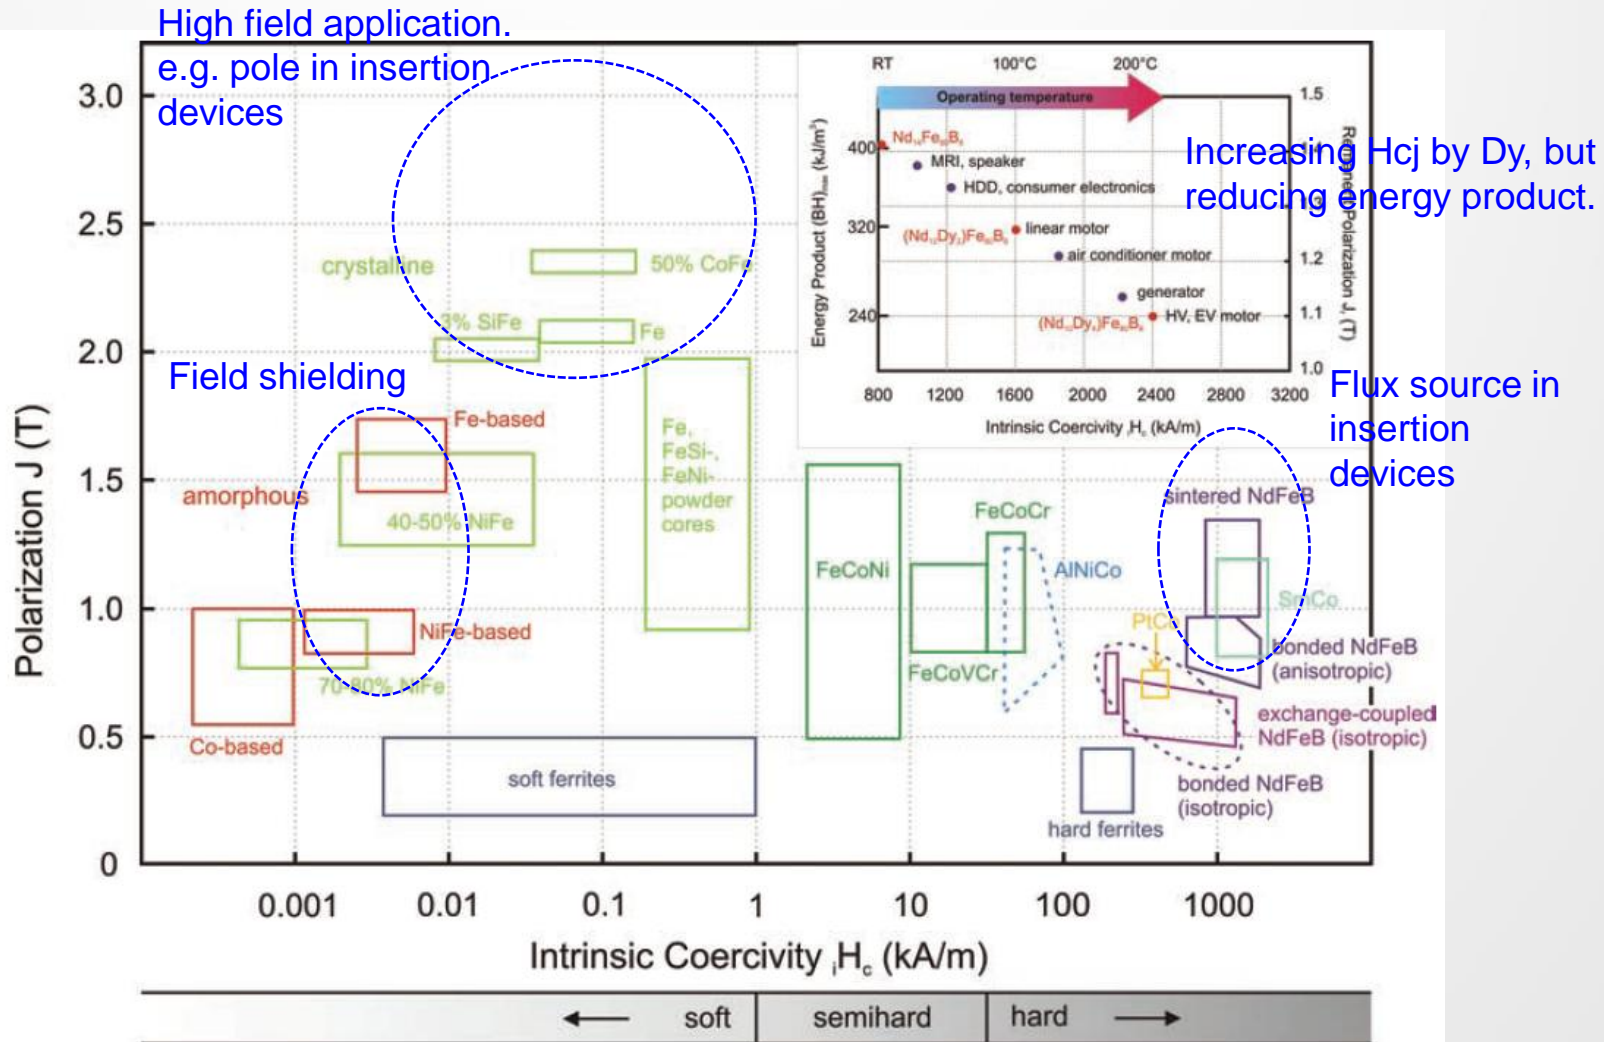 High field application.
e.g. pole in insertion
devices
3.0
2.5
2.0
1.5
1.0
0.5
0
Polarization J (T)
crystalline
50% CoFe
3% SiFe
Fe
Field shielding
Fe-based
amorphous
40-50% NiFe
NiFe-based
70-80% NiFe
Co-based
soft ferrites
Fe,
FeSi-,
FeNi-
powder
cores
FeCoNi
FeCoCr
FeCoVCr
AlNiCo
PtCo
hard ferrites
sintered NdFeB
SmCo
bonded NdFeB
(anisotropic)
exchange-coupled
NdFeB (isotropic)
bonded NdFeB
(isotropic)
Flux source in
insertion
devices
RT 100°C 200°C
Operating temperature
Energy Product (BH)max (kJ/m³)
400
320
240
MRI, speaker
HDD, consumer electronics
linear motor
air conditioner motor
generator
HV, EV motor
1.5
1.4
1.3
1.2
1.1
1.0
Remanent Polarization Jr (T)
Increasing Hcj by Dy, but
reducing energy product.
800 1200 1600 2000 2400 2800 3200
Intrinsic Coercivity iHc (kA/m)
0.001 0.01 0.1 1 10 100 1000
Intrinsic Coercivity iHc (kA/m)
← soft semihard hard →